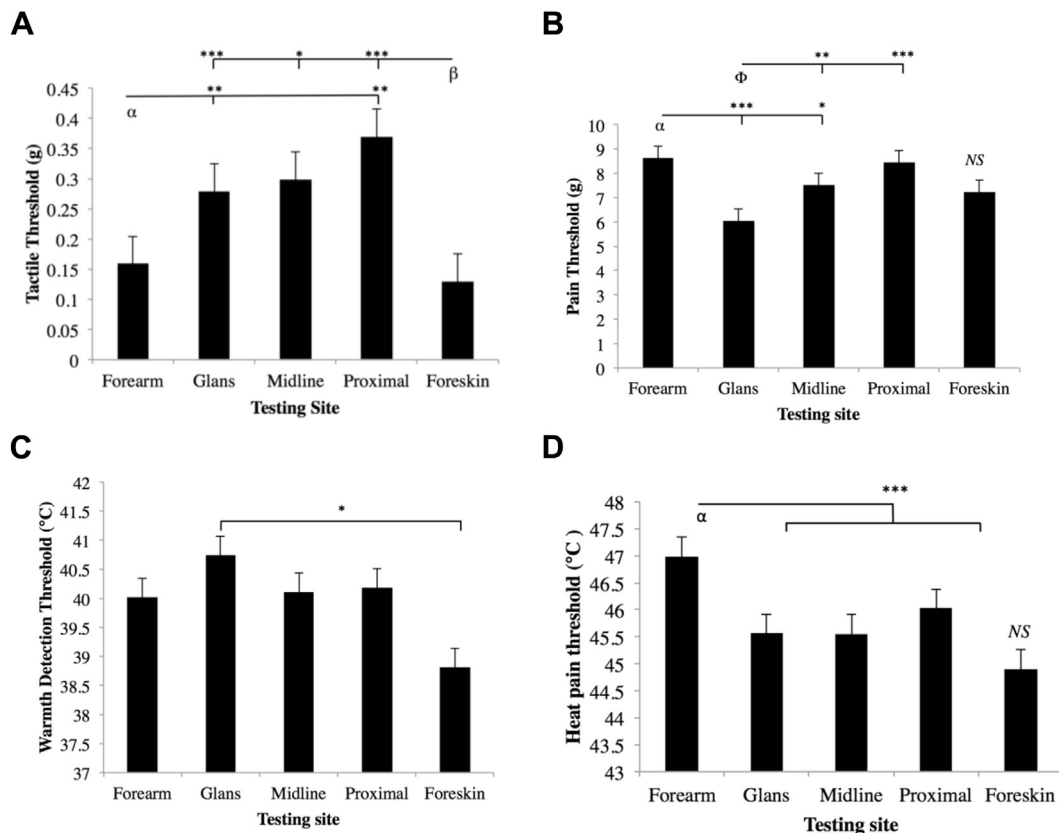 A
*** * ***
β
** **
α
Tactile Threshold (g)
0.45
0.4
0.35
0.3
0.25
0.2
0.15
0.1
0.05
0
Forearm Glans Midline Proximal Foreskin
Testing Site
B
** ***
Φ
*** *
α
NS
Pain Threshold (g)
10
9
8
7
6
5
4
3
2
1
0
Forearm Glans Midline Proximal Foreskin
Testing site
C
*
Warmth Detection Threshold (°C)
42
41.5
41
40.5
40
39.5
39
38.5
38
37.5
37
Forearm Glans Midline Proximal Foreskin
Testing site
D
***
α
NS
Heat pain threshold (°C )
48
47.5
47
46.5
46
45.5
45
44.5
44
43.5
43
Forearm Glans Midline Proximal Foreskin
Testing site